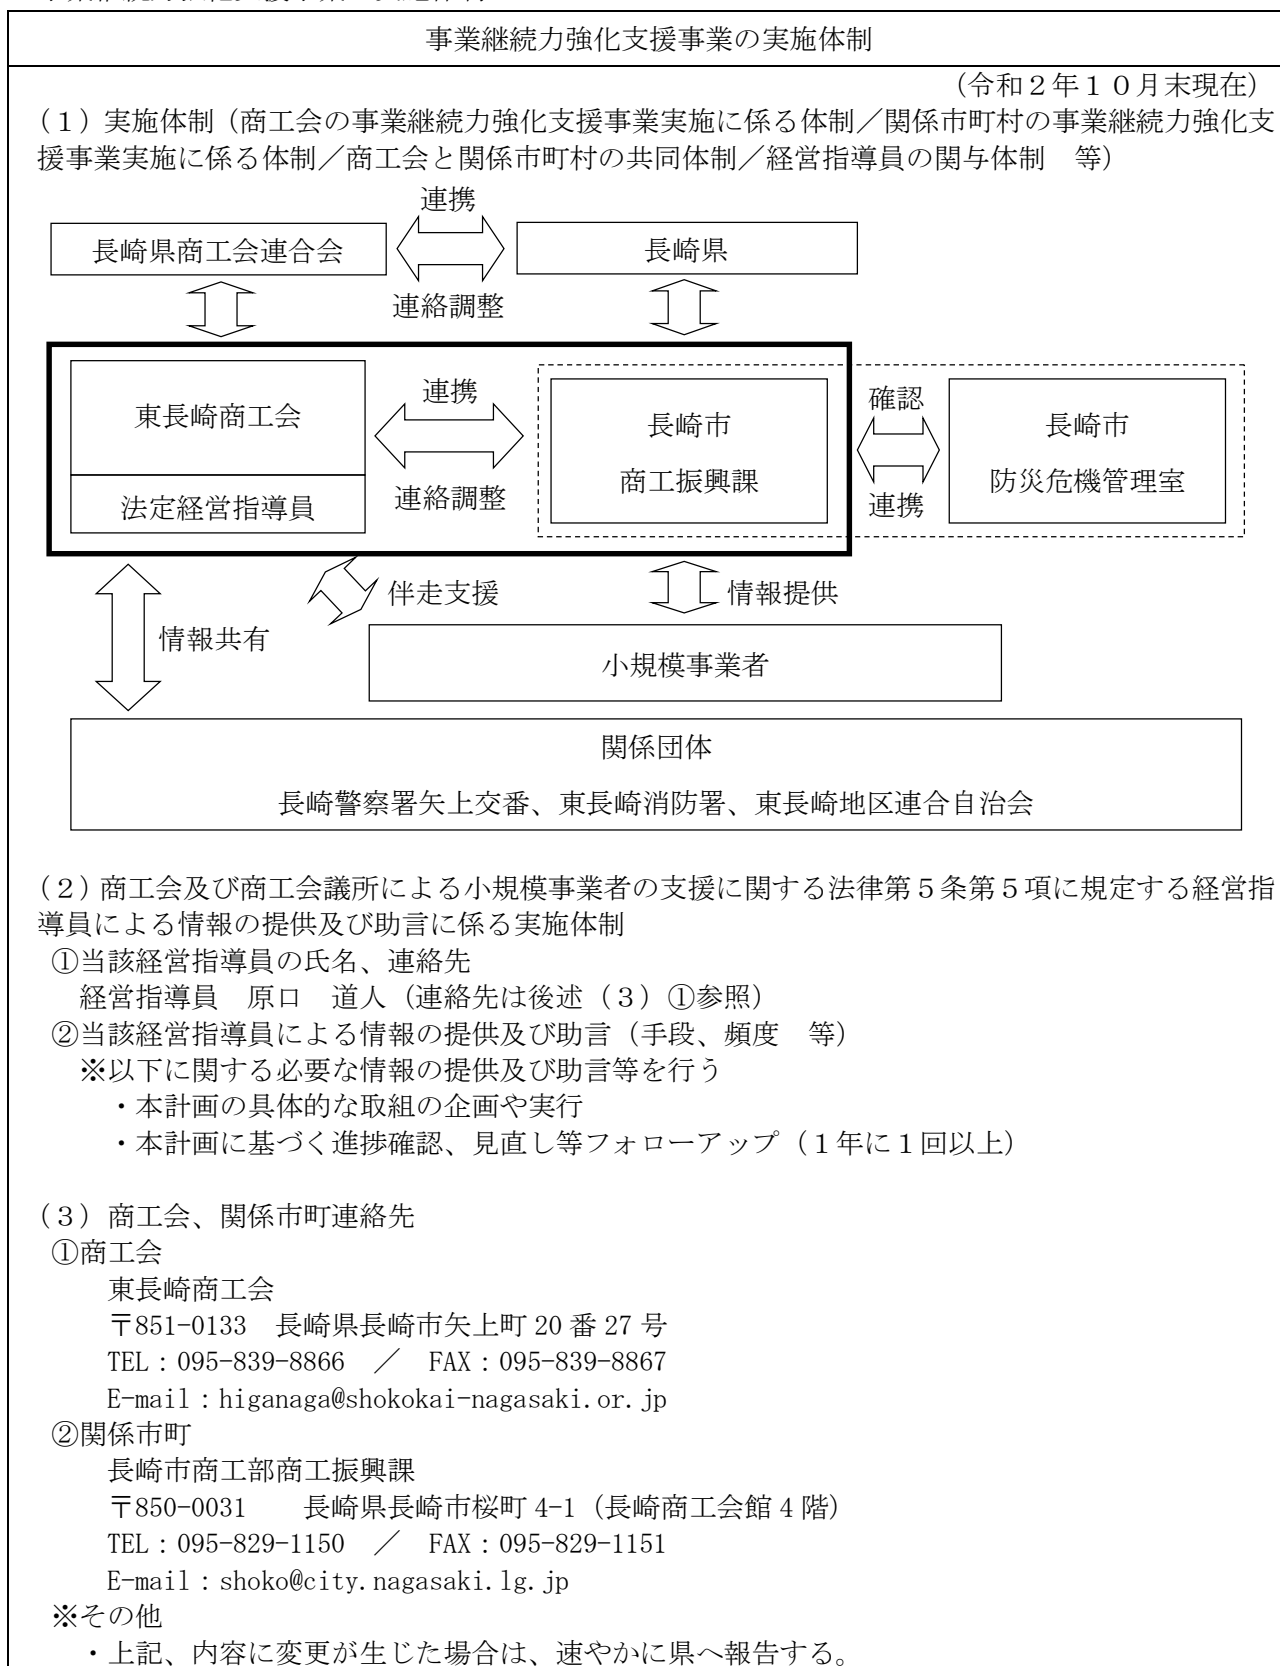 事業継続力強化支援事業の実施体制
(令和2年10月末現在)
(1)実施体制(商工会の事業継続力強化支援事業実施に係る体制/関係市町村の事業継続力強化支
援事業実施に係る体制/商工会と関係市町村の共同体制/経営指導員の関与体制 等)
連携
長崎県商工会連合会
長崎県
連絡調整
東長崎商工会
法定経営指導員
連携
連絡調整
長崎市
商工振興課
確認
連携
長崎市
防災危機管理室
伴走支援
情報提供
情報共有
小規模事業者
関係団体
長崎警察署矢上交番、東長崎消防署、東長崎地区連合自治会
(2)商工会及び商工会議所による小規模事業者の支援に関する法律第5条第5項に規定する経営指
導員による情報の提供及び助言に係る実施体制
①当該経営指導員の氏名、連絡先
経営指導員 原口 道人(連絡先は後述(3)①参照)
②当該経営指導員による情報の提供及び助言(手段、頻度 等)
※以下に関する必要な情報の提供及び助言等を行う
・本計画の具体的な取組の企画や実行
・本計画に基づく進捗確認、見直し等フォローアップ(1年に1回以上)
(3)商工会、関係市町連絡先
①商工会
東長崎商工会
〒851-0133 長崎県長崎市矢上町 20 番 27 号
TEL:095-839-8866 / FAX:095-839-8867
E-mail:higanaga@shokokai-nagasaki.or.jp
②関係市町
長崎市商工部商工振興課
〒850-0031 長崎県長崎市桜町 4-1(長崎商工会館 4 階)
TEL:095-829-1150 / FAX:095-829-1151
E-mail:shoko@city.nagasaki.lg.jp
※その他
・上記、内容に変更が生じた場合は、速やかに県へ報告する。